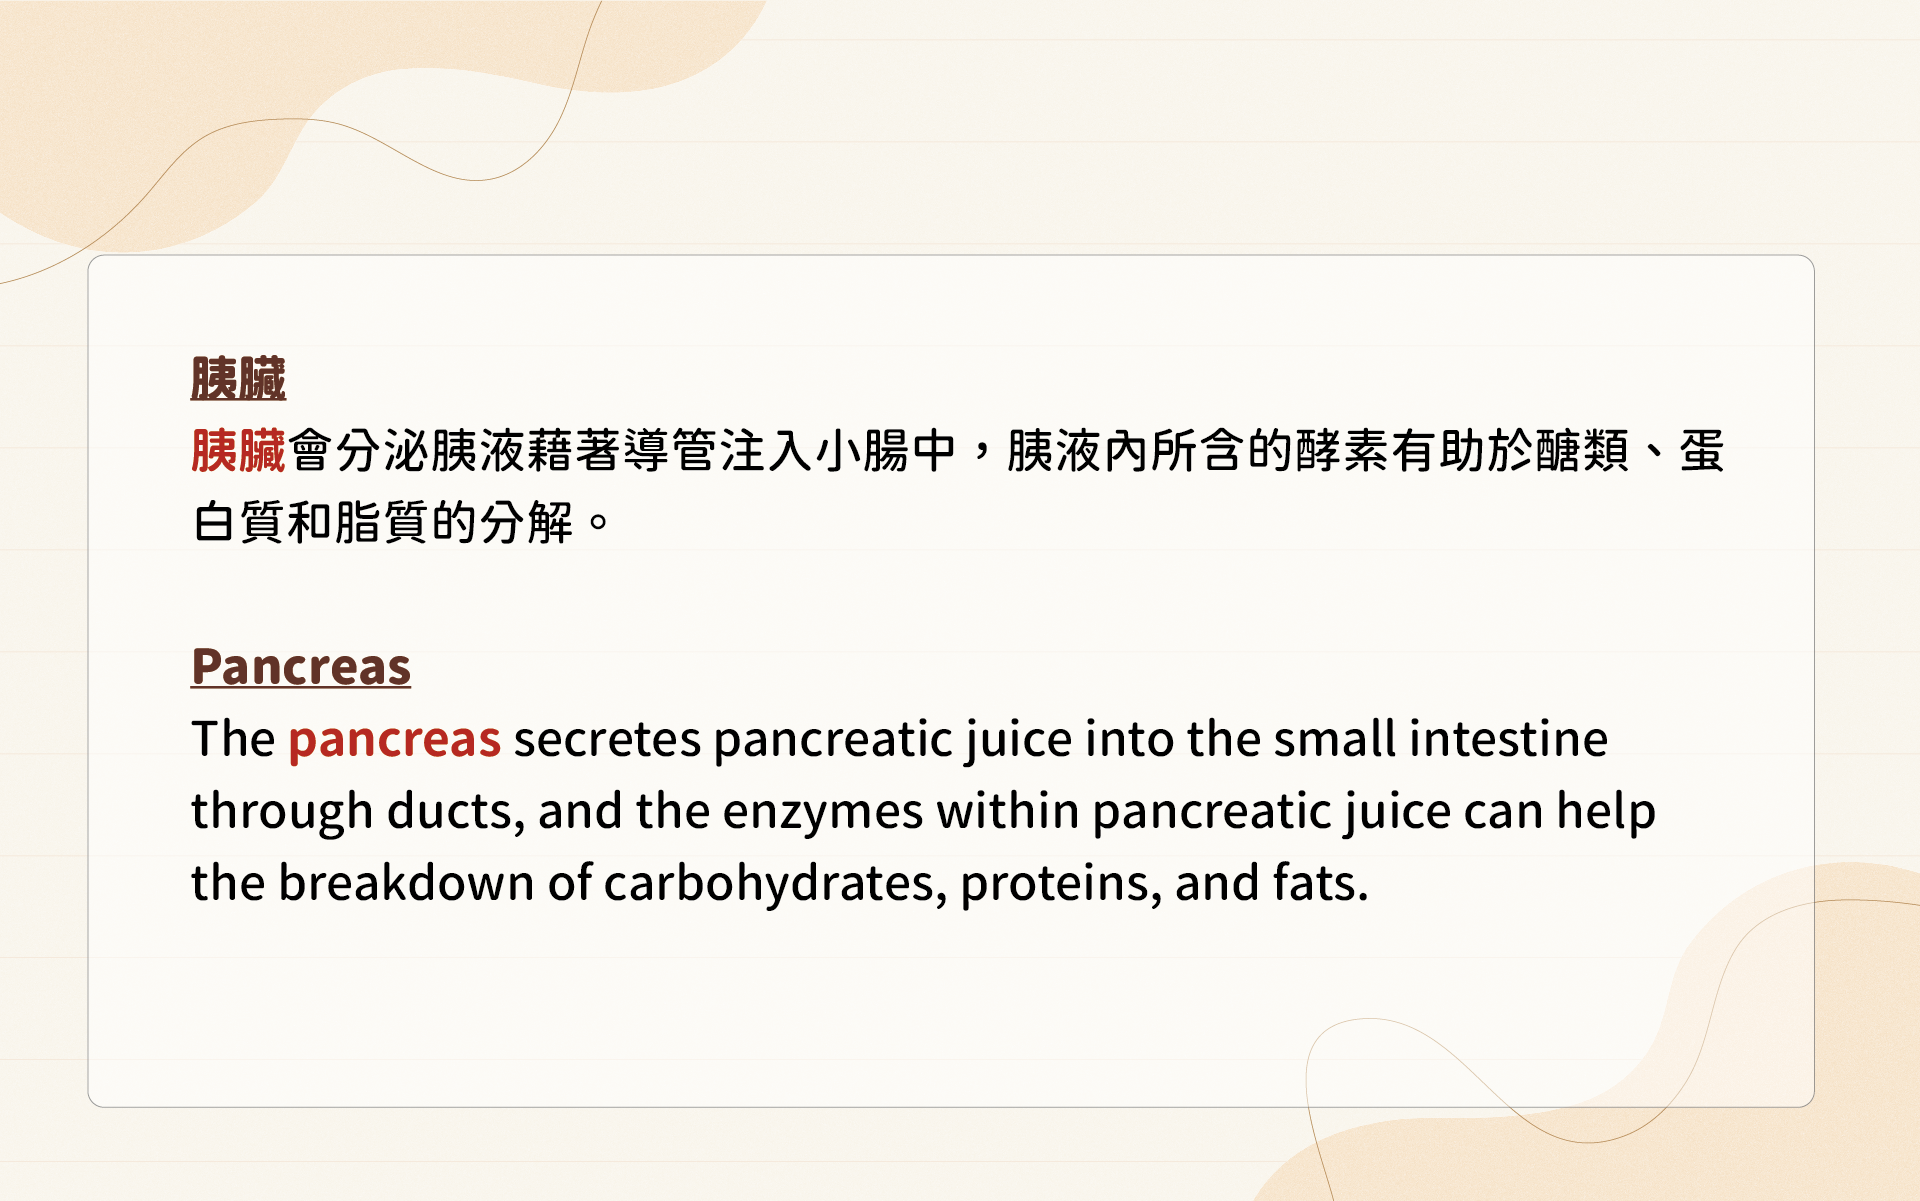 胰臟
胰臟會分泌胰液藉著導管注入小腸中，胰液內所含的酵素有助於醣類、蛋
白質和脂質的分解。
Pancreas
The pancreas secretes pancreatic juice into the small intestine
through ducts, and the enzymes within pancreatic juice can help
the breakdown of carbohydrates, proteins, and fats.